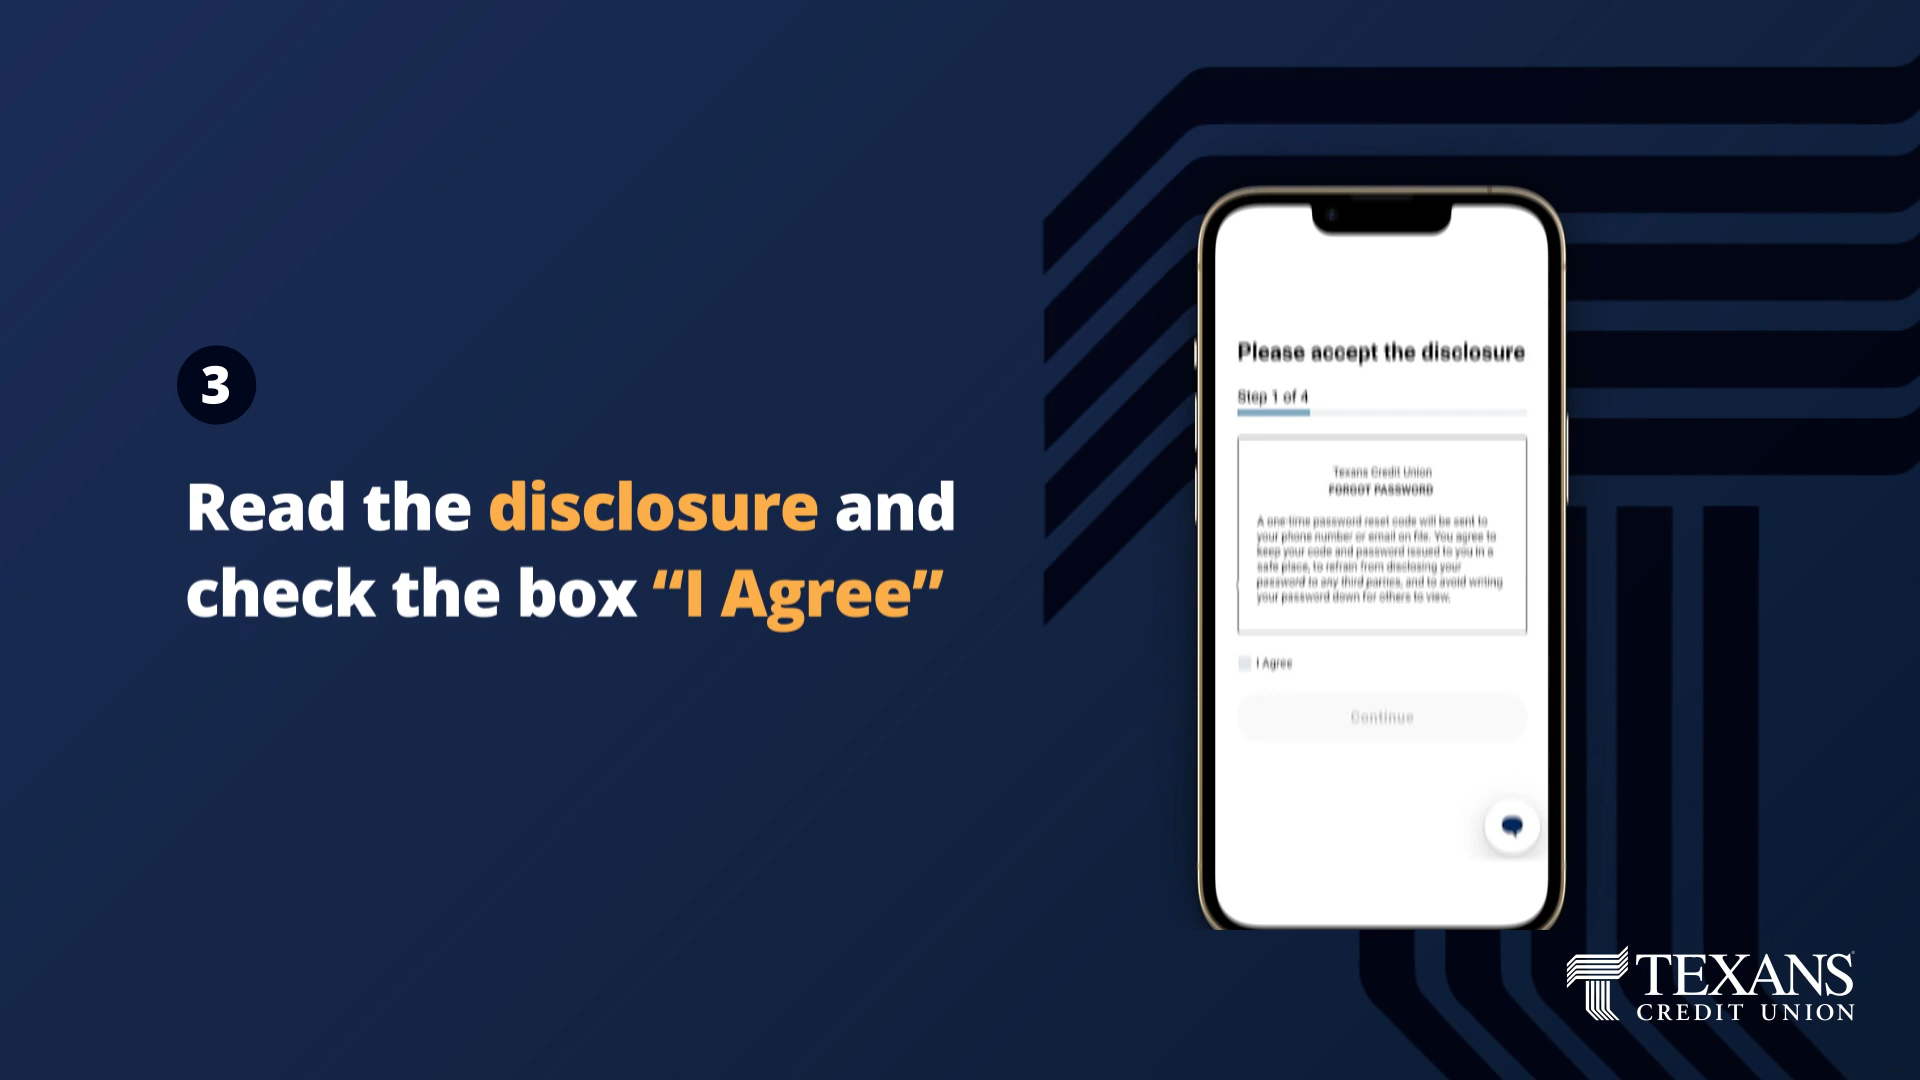 3
Read the disclosure and
check the box “I Agree”
Please accept the disclosure
Step 1 of 4
Texans Credit Union
FORGOT PASSWORD
A one-time password reset code will be sent to
your phone number or email on file. You agree to
keep your code and password issued to you in a
safe place, to refrain from disclosing your
password to any third parties, and to avoid writing
your password down for others to view.
I Agree
Continue
TEXANS
CREDIT UNION